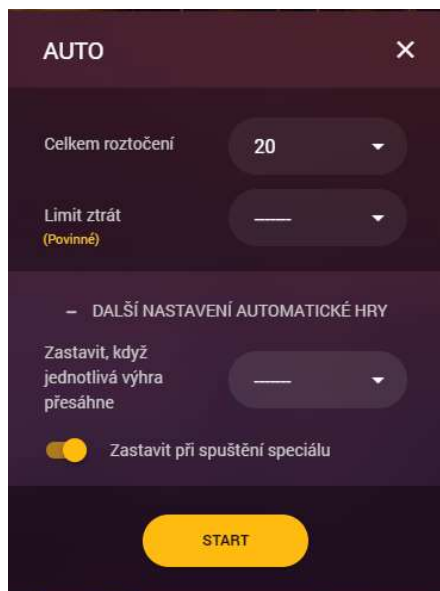 AUTO
Celkem roztočení
20
Limit ztrát
(Povinné)
-------
– DALŠÍ NASTAVENÍ AUTOMATICKÉ HRY
Zastavit, když
jednotlivá výhra
přesáhne
-------
Zastavit při spuštění speciálu
START